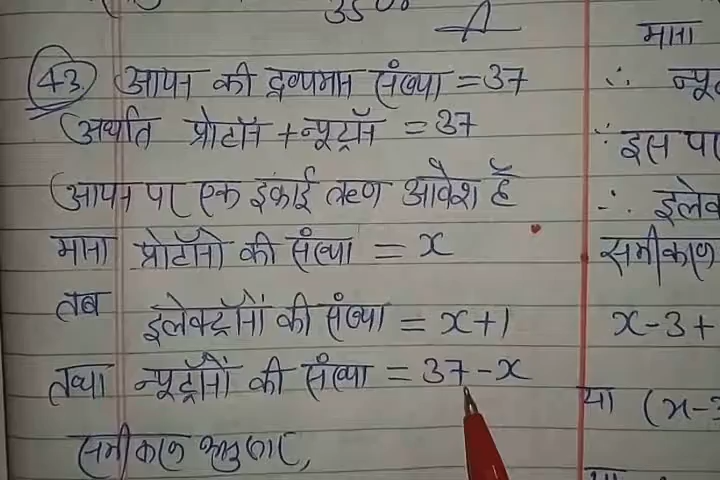 43. आयन की द्रव्यमान संख्या = 37
अर्थात प्रोटॉन + न्यूट्रॉन = 37
आयन पर एक इकाई ऋण आवेश है
माना प्रोटॉनो की संख्या = x
तब इलेक्ट्रॉनों की संख्या = x+1
तथा न्यूट्रॉनों की संख्या = 37-x
समीकरण अनुसार,
माना
∴ न्यू
∵ इस पर
∴ इलेक
समीकरण
x-3+
या (x-